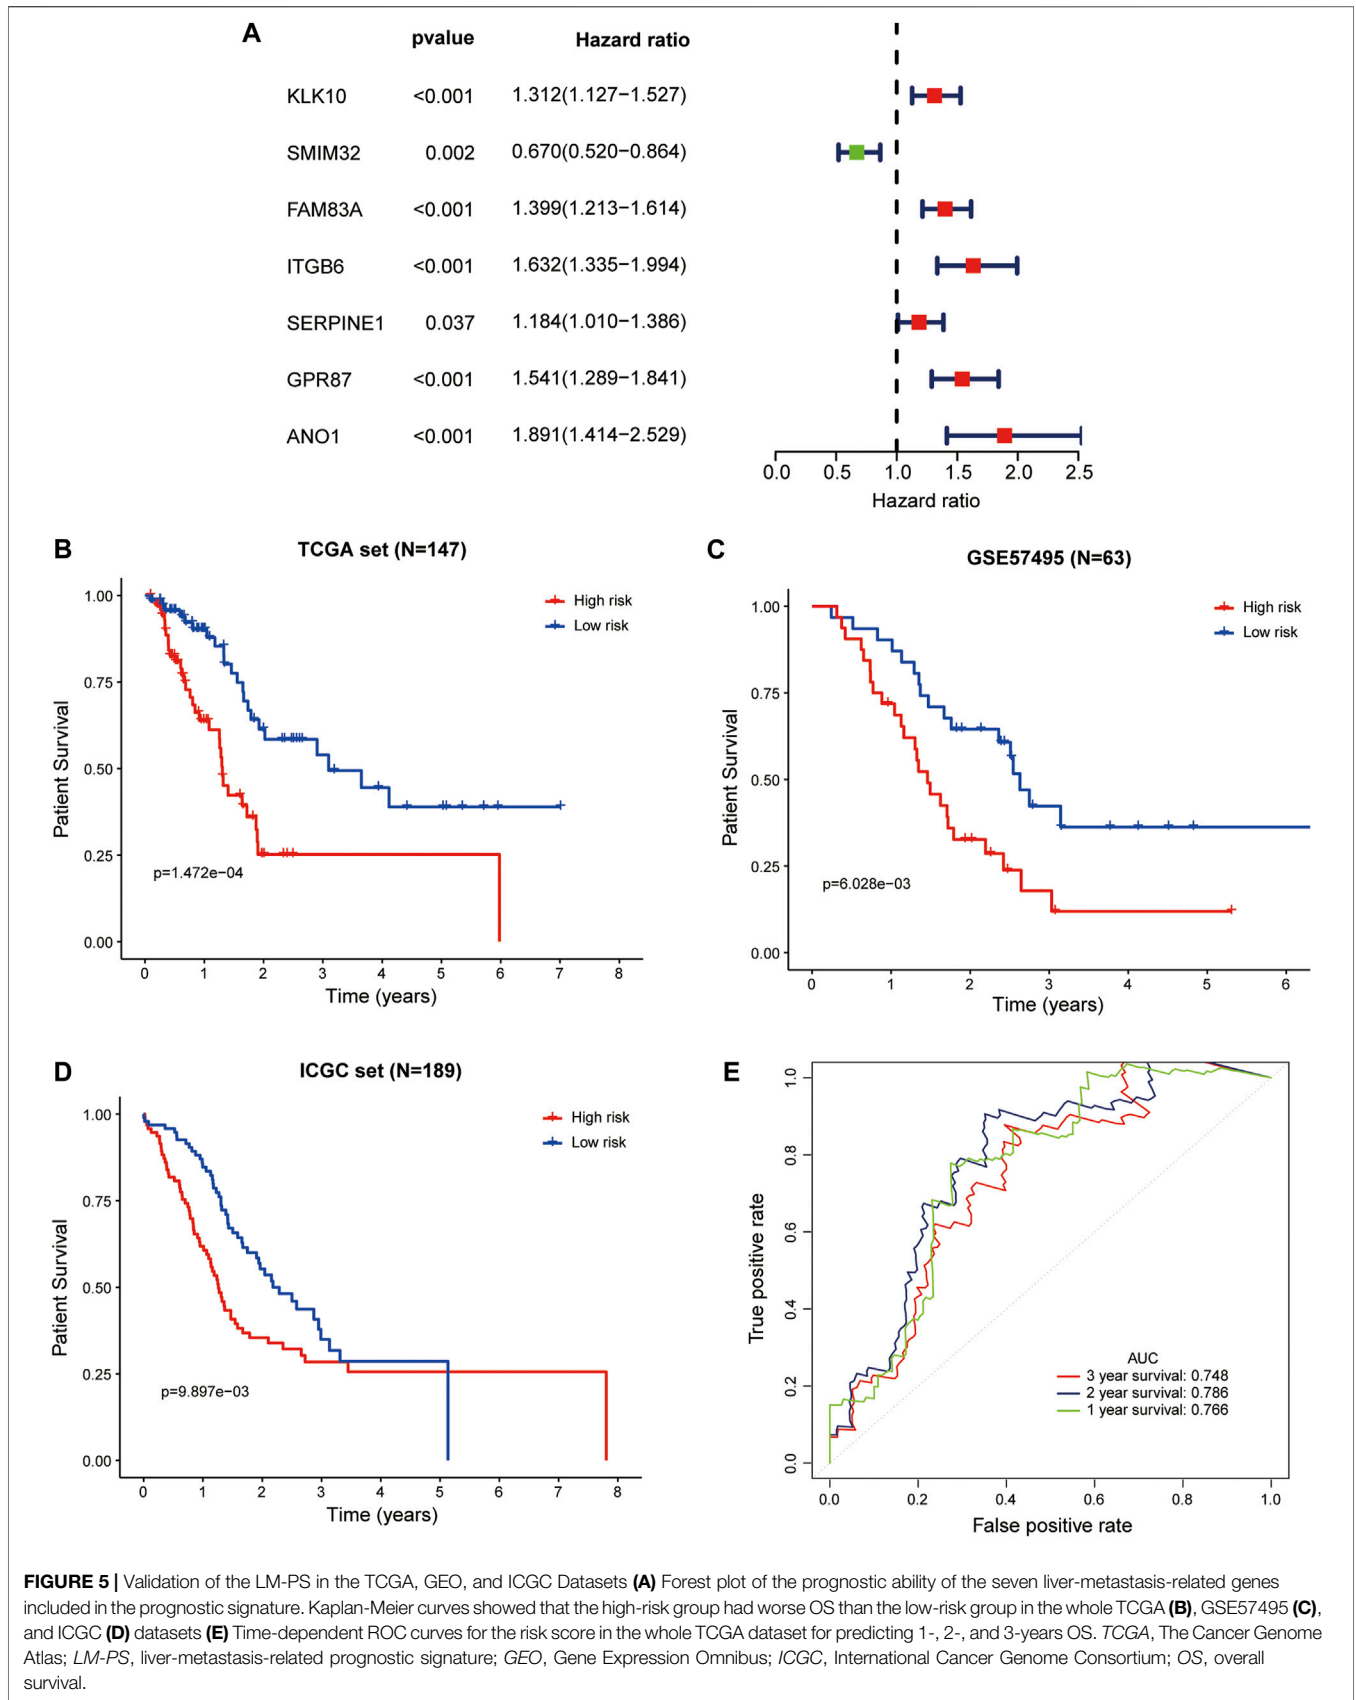 A
pvalue Hazard ratio
KLK10 <0.001 1.312(1.127−1.527)
SMIM32 0.002 0.670(0.520−0.864)
FAM83A <0.001 1.399(1.213−1.614)
ITGB6 <0.001 1.632(1.335−1.994)
SERPINE1 0.037 1.184(1.010−1.386)
GPR87 <0.001 1.541(1.289−1.841)
ANO1 <0.001 1.891(1.414−2.529)
0.0 0.5 1.0 1.5 2.0 2.5
Hazard ratio
B
TCGA set (N=147)
High risk
Low risk
Patient Survival
1.00
0.75
0.50
0.25
0.00
p=1.472e−04
0 1 2 3 4 5 6 7 8
Time (years)
C
GSE57495 (N=63)
High risk
Low risk
Patient Survival
1.00
0.75
0.50
0.25
0.00
p=6.028e−03
0 1 2 3 4 5 6
Time (years)
D
ICGC set (N=189)
High risk
Low risk
Patient Survival
1.00
0.75
0.50
0.25
0.00
p=9.897e−03
0 1 2 3 4 5 6 7 8
Time (years)
E
True positive rate
1.0
0.8
0.6
0.4
0.2
0.0
AUC
3 year survival: 0.748
2 year survival: 0.786
1 year survival: 0.766
0.0 0.2 0.4 0.6 0.8 1.0
False positive rate
FIGURE 5 | Validation of the LM-PS in the TCGA, GEO, and ICGC Datasets (A) Forest plot of the prognostic ability of the seven liver-metastasis-related genes
included in the prognostic signature. Kaplan-Meier curves showed that the high-risk group had worse OS than the low-risk group in the whole TCGA (B), GSE57495 (C),
and ICGC (D) datasets (E) Time-dependent ROC curves for the risk score in the whole TCGA dataset for predicting 1-, 2-, and 3-years OS. TCGA, The Cancer Genome
Atlas; LM-PS, liver-metastasis-related prognostic signature; GEO, Gene Expression Omnibus; ICGC, International Cancer Genome Consortium; OS, overall
survival.